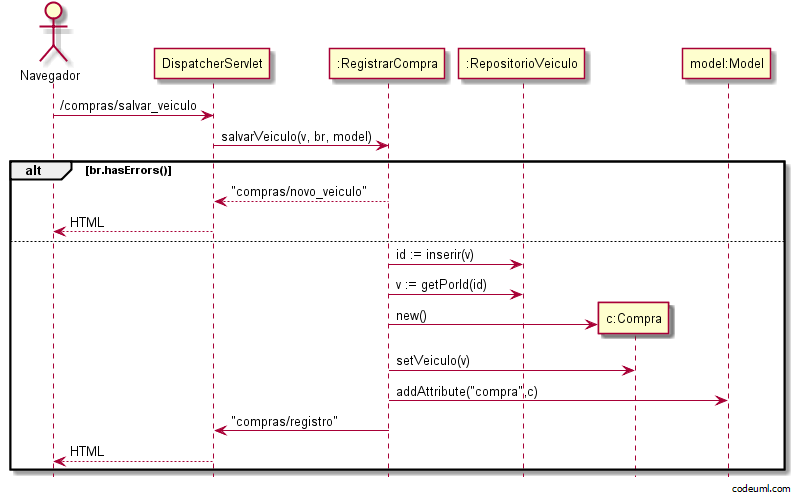 Navegador
DispatcherServlet
:RegistrarCompra
:RepositorioVeiculo
model:Model
/compras/salvar_veiculo
salvarVeiculo(v, br, model)
alt
[br.hasErrors()]
"compras/novo_veiculo"
HTML
id := inserir(v)
v := getPorId(id)
new()
c:Compra
setVeiculo(v)
addAttribute("compra",c)
"compras/registro"
HTML
codeuml.com